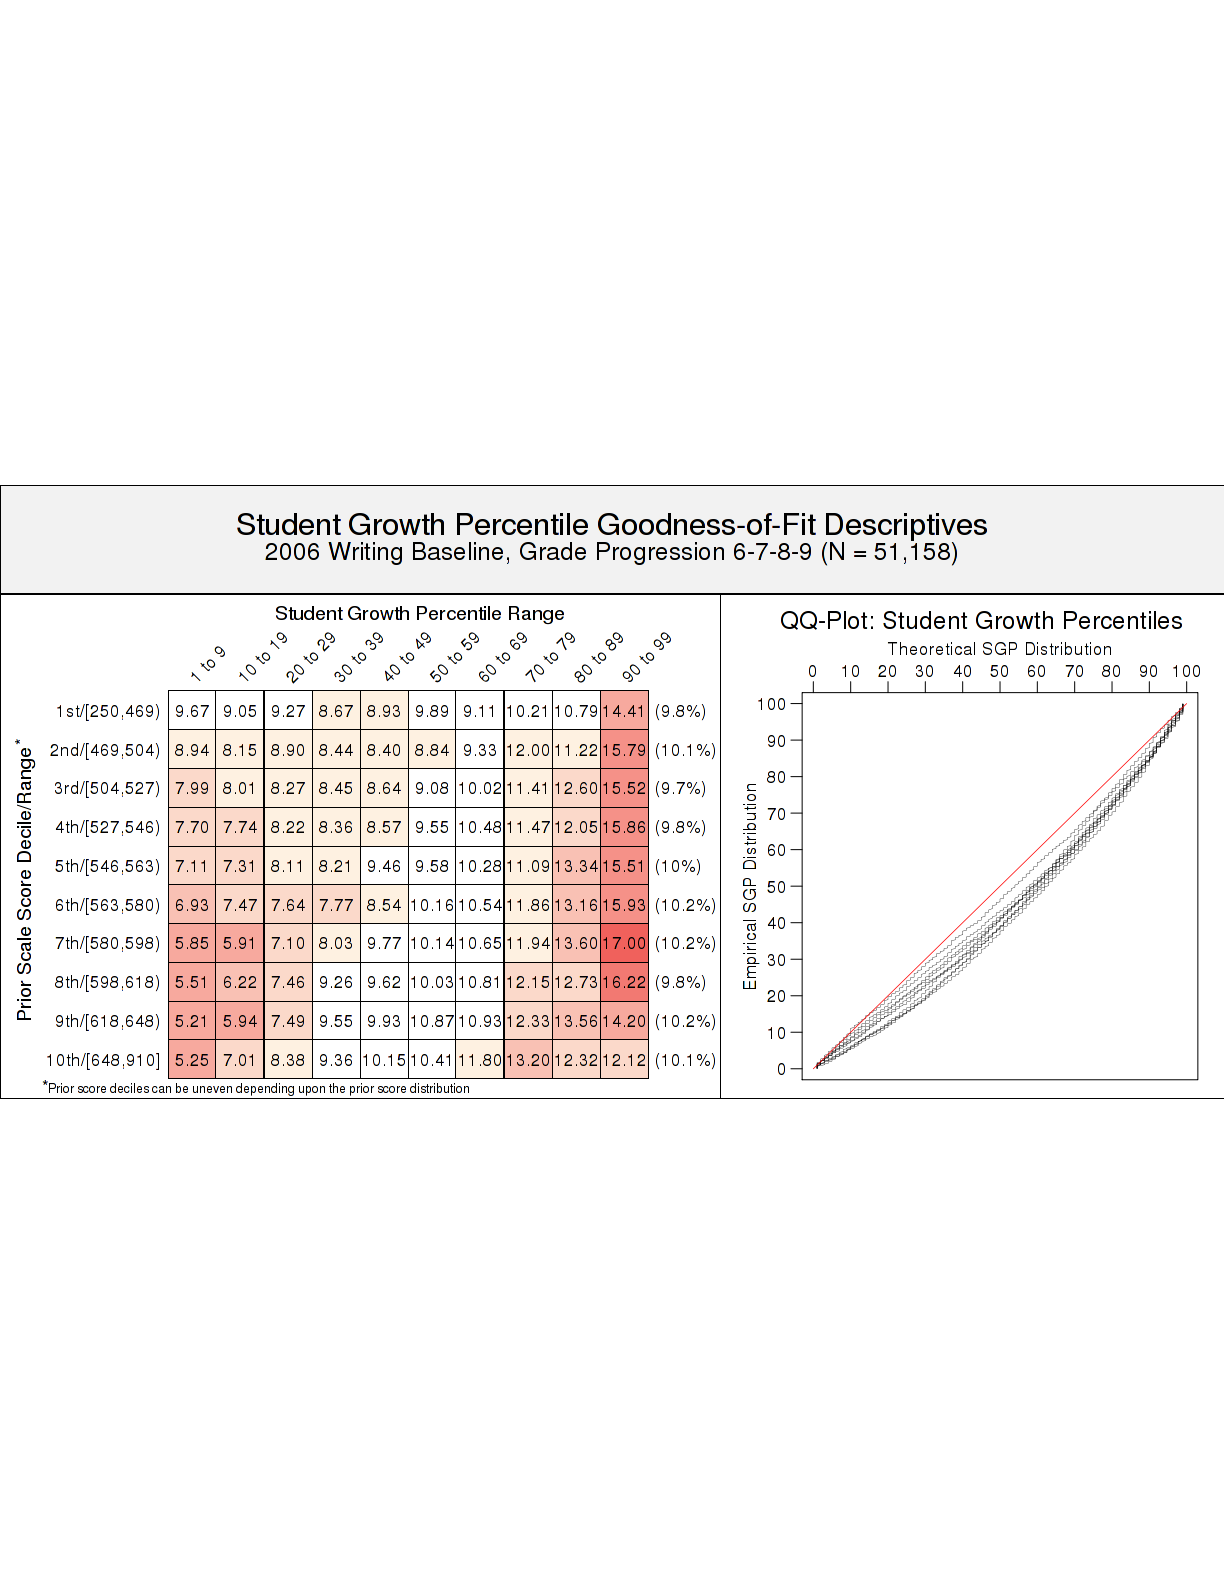 Student Growth Percentile Goodness-of-Fit Descriptives
2006 Writing Baseline, Grade Progression 6-7-8-9 (N = 51,158)
Student Growth Percentile Range
1 to 9 10 to 19 20 to 29 30 to 39 40 to 49 50 to 59 60 to 69 70 to 79 80 to 89 90 to 99
Prior Scale Score Decile/Range*
1st/[250,469) 9.67 9.05 9.27 8.67 8.93 9.89 9.11 10.21 10.79 14.41 (9.8%)
2nd/[469,504) 8.94 8.15 8.90 8.44 8.40 8.84 9.33 12.00 11.22 15.79 (10.1%)
3rd/[504,527) 7.99 8.01 8.27 8.45 8.64 9.08 10.02 11.41 12.60 15.52 (9.7%)
4th/[527,546) 7.70 7.74 8.22 8.36 8.57 9.55 10.48 11.47 12.05 15.86 (9.8%)
5th/[546,563) 7.11 7.31 8.11 8.21 9.46 9.58 10.28 11.09 13.34 15.51 (10%)
6th/[563,580) 6.93 7.47 7.64 7.77 8.54 10.16 10.54 11.86 13.16 15.93 (10.2%)
7th/[580,598) 5.85 5.91 7.10 8.03 9.77 10.14 10.65 11.94 13.60 17.00 (10.2%)
8th/[598,618) 5.51 6.22 7.46 9.26 9.62 10.03 10.81 12.15 12.73 16.22 (9.8%)
9th/[618,648) 5.21 5.94 7.49 9.55 9.93 10.87 10.93 12.33 13.56 14.20 (10.2%)
10th/[648,910] 5.25 7.01 8.38 9.36 10.15 10.41 11.80 13.20 12.32 12.12 (10.1%)
*Prior score deciles can be uneven depending upon the prior score distribution
QQ-Plot: Student Growth Percentiles
Theoretical SGP Distribution
0 10 20 30 40 50 60 70 80 90 100
Empirical SGP Distribution
100
90
80
70
60
50
40
30
20
10
0